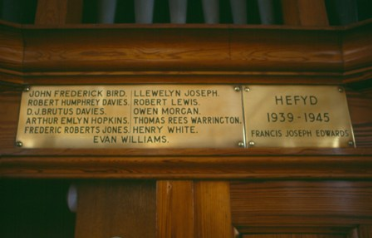 JOHN FREDERICK BIRD. LLEWELYN JOSEPH.
ROBERT HUMPHREY DAVIES. ROBERT LEWIS.
D.J. BRUTUS DAVIES. OWEN MORGAN.
ARTHUR EMLYN HOPKINS. THOMAS REES WARRINGTON.
FREDERIC ROBERTS JONES. HENRY WHITE.
EVAN WILLIAMS.
HEFYD
1939-1945
FRANCIS JOSEPH EDWARDS